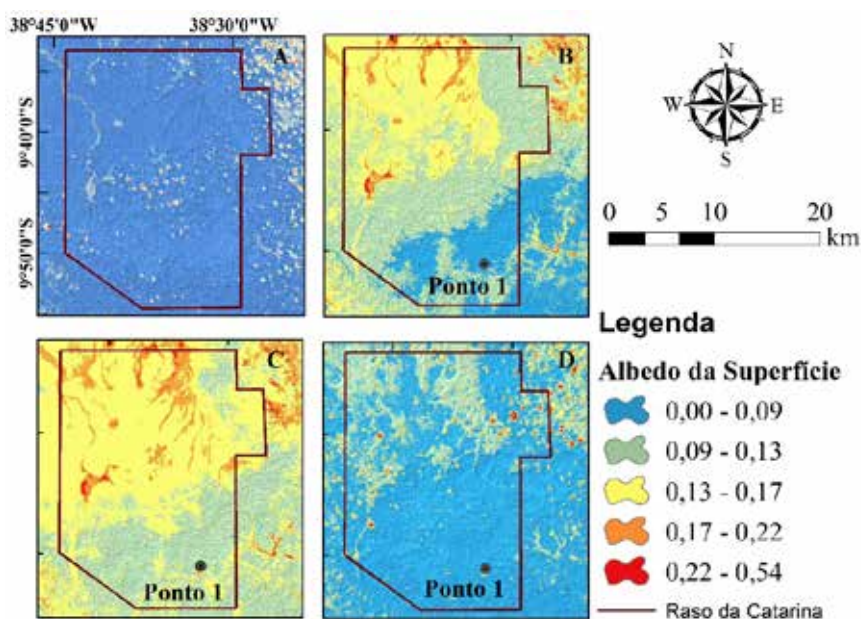 38°45'0"W 38°30'0"W
A
B
9°40'0"S
9°50'0"S
Ponto 1
C
D
Ponto 1
Ponto 1
N
W
E
S
0 3 5 10 20
km
Legenda
Albedo da Superfície
0,00 - 0,09
0,09 - 0,13
0,13 - 0,17
0,17 - 0,22
0,22 - 0,54
Raso da Catarina